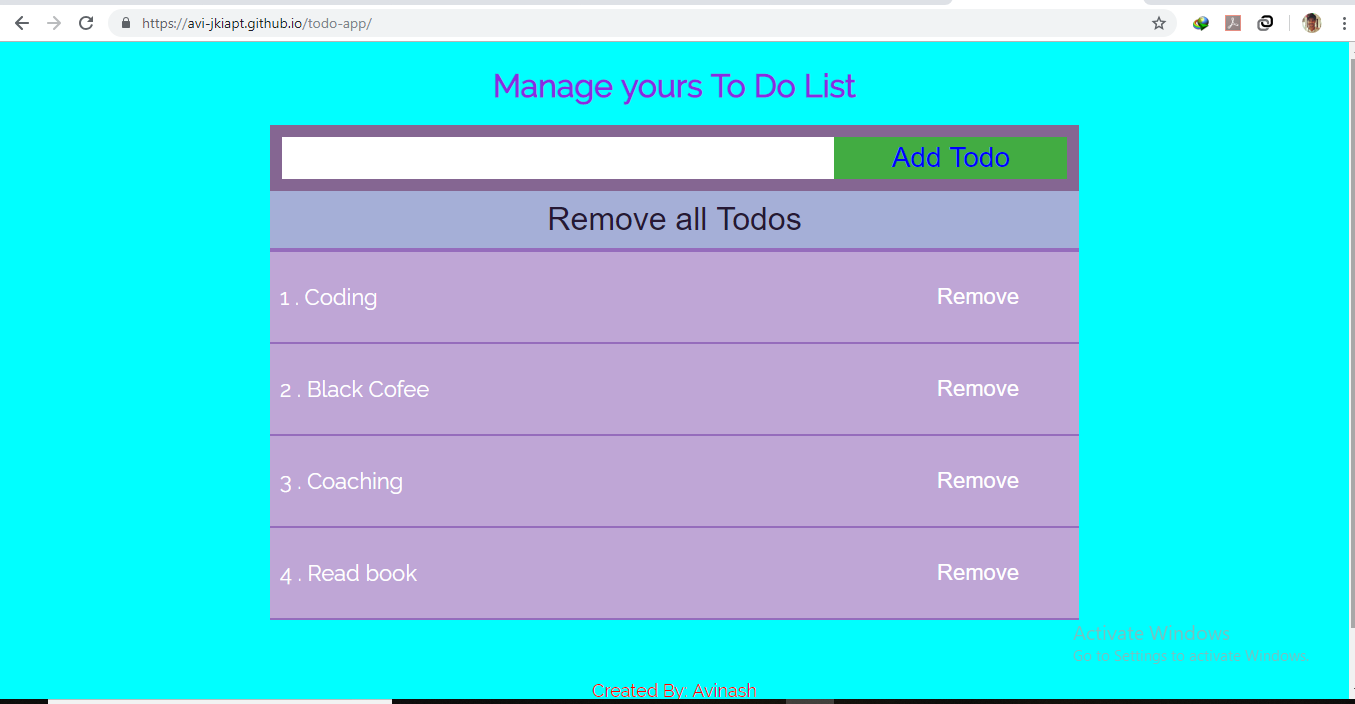 https://avi-jkiapt.github.io/todo-app/
Manage yours To Do List
Add Todo
Remove all Todos
1 . Coding Remove
2 . Black Cofee Remove
3 . Coaching Remove
4 . Read book Remove
Activate Windows
Go to Settings to activate Windows.
Created By: Avinash